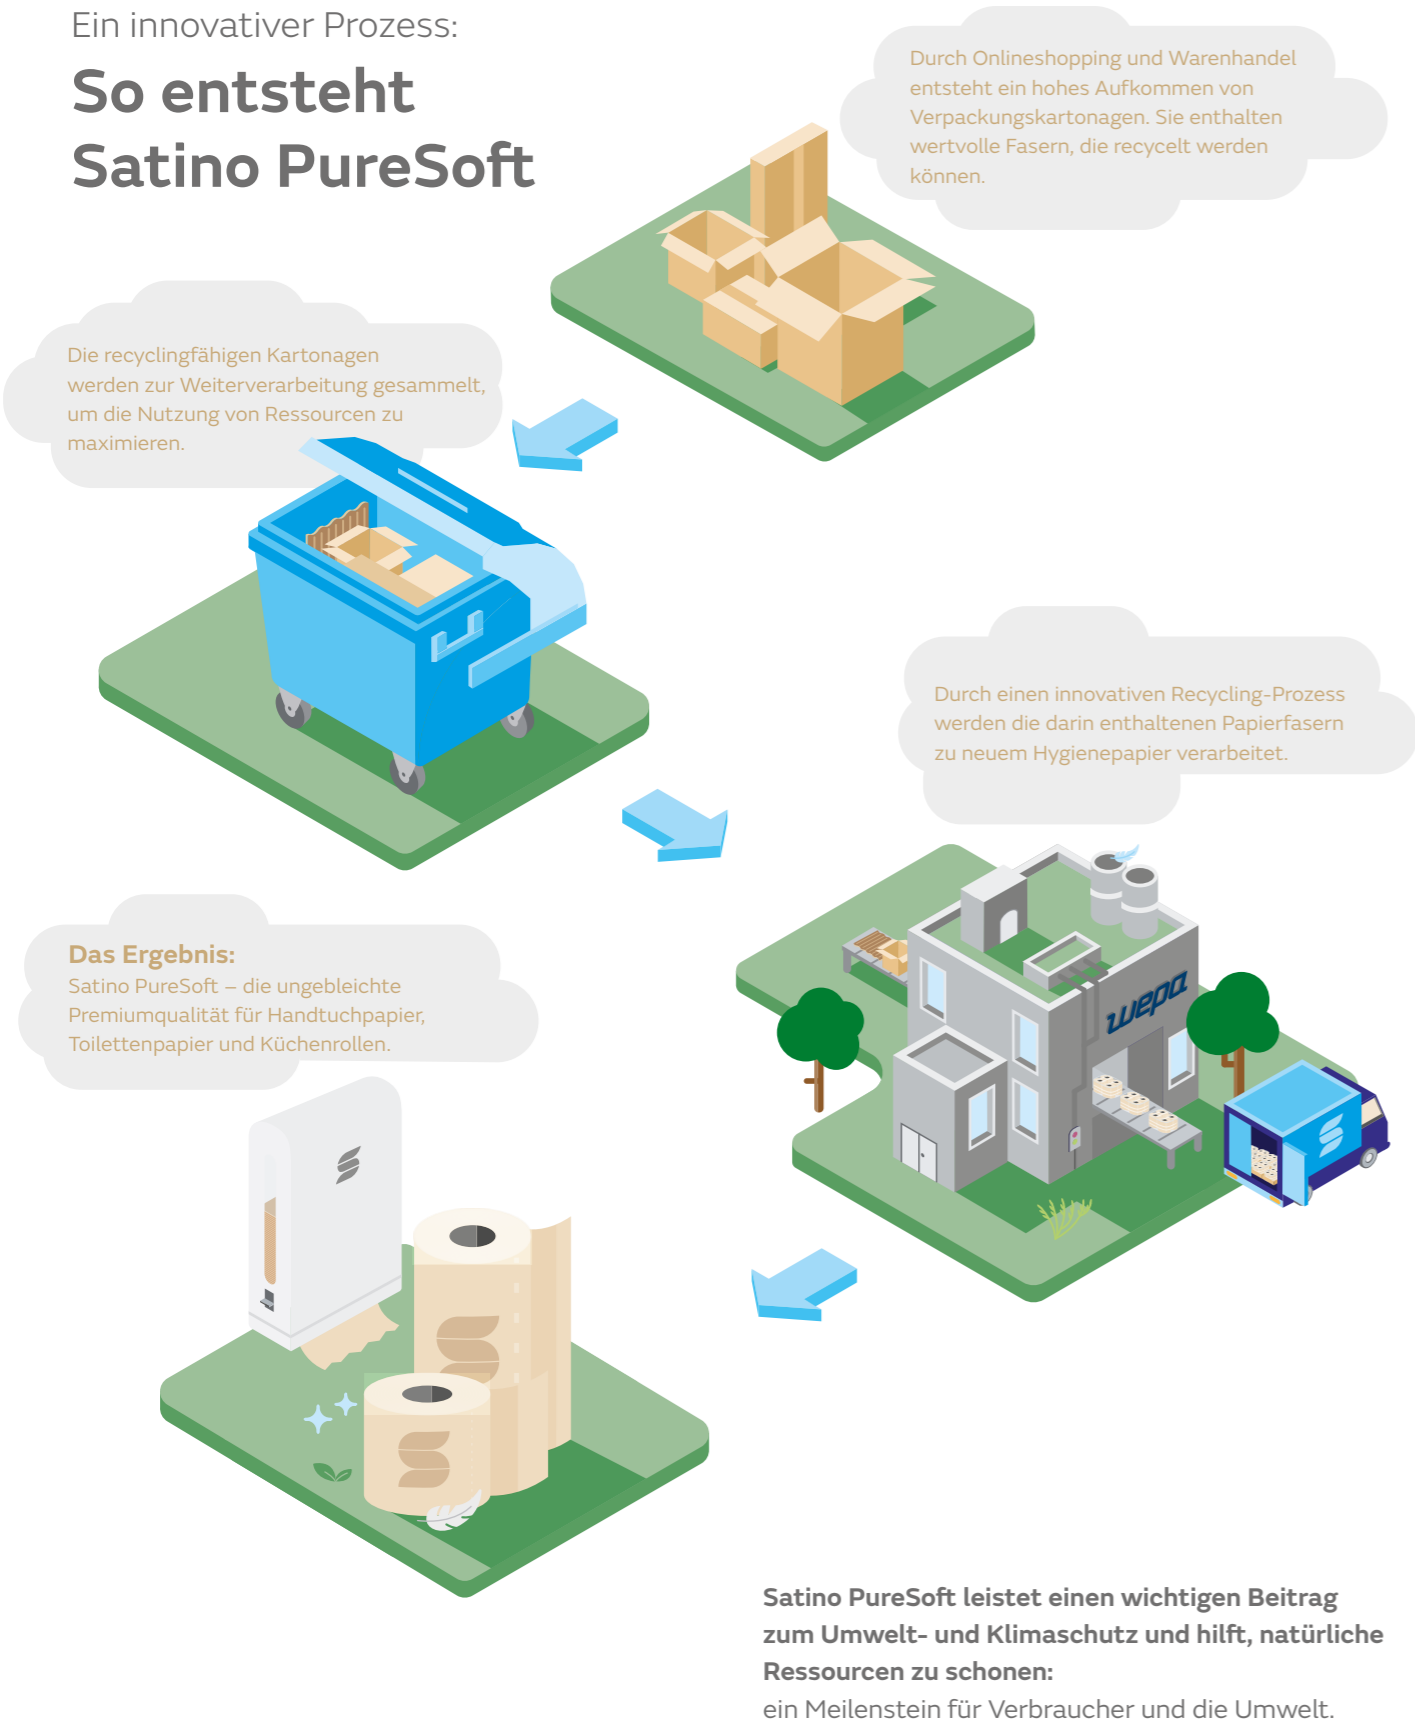 Ein innovativer Prozess:
So entsteht
Satino PureSoft
Durch Onlineshopping und Warenhandel
entsteht ein hohes Aufkommen von
Verpackungskartonagen. Sie enthalten
wertvolle Fasern, die recycelt werden
können.
Die recyclingfähigen Kartonagen
werden zur Weiterverarbeitung gesammelt,
um die Nutzung von Ressourcen zu
maximieren.
Durch einen innovativen Recycling-Prozess
werden die darin enthaltenen Papierfasern
zu neuem Hygienepapier verarbeitet.
wepa
Das Ergebnis:
Satino PureSoft – die ungebleichte
Premiumqualität für Handtuchpapier,
Toilettenpapier und Küchenrollen.
Satino PureSoft leistet einen wichtigen Beitrag
zum Umwelt- und Klimaschutz und hilft, natürliche
Ressourcen zu schonen:
ein Meilenstein für Verbraucher und die Umwelt.